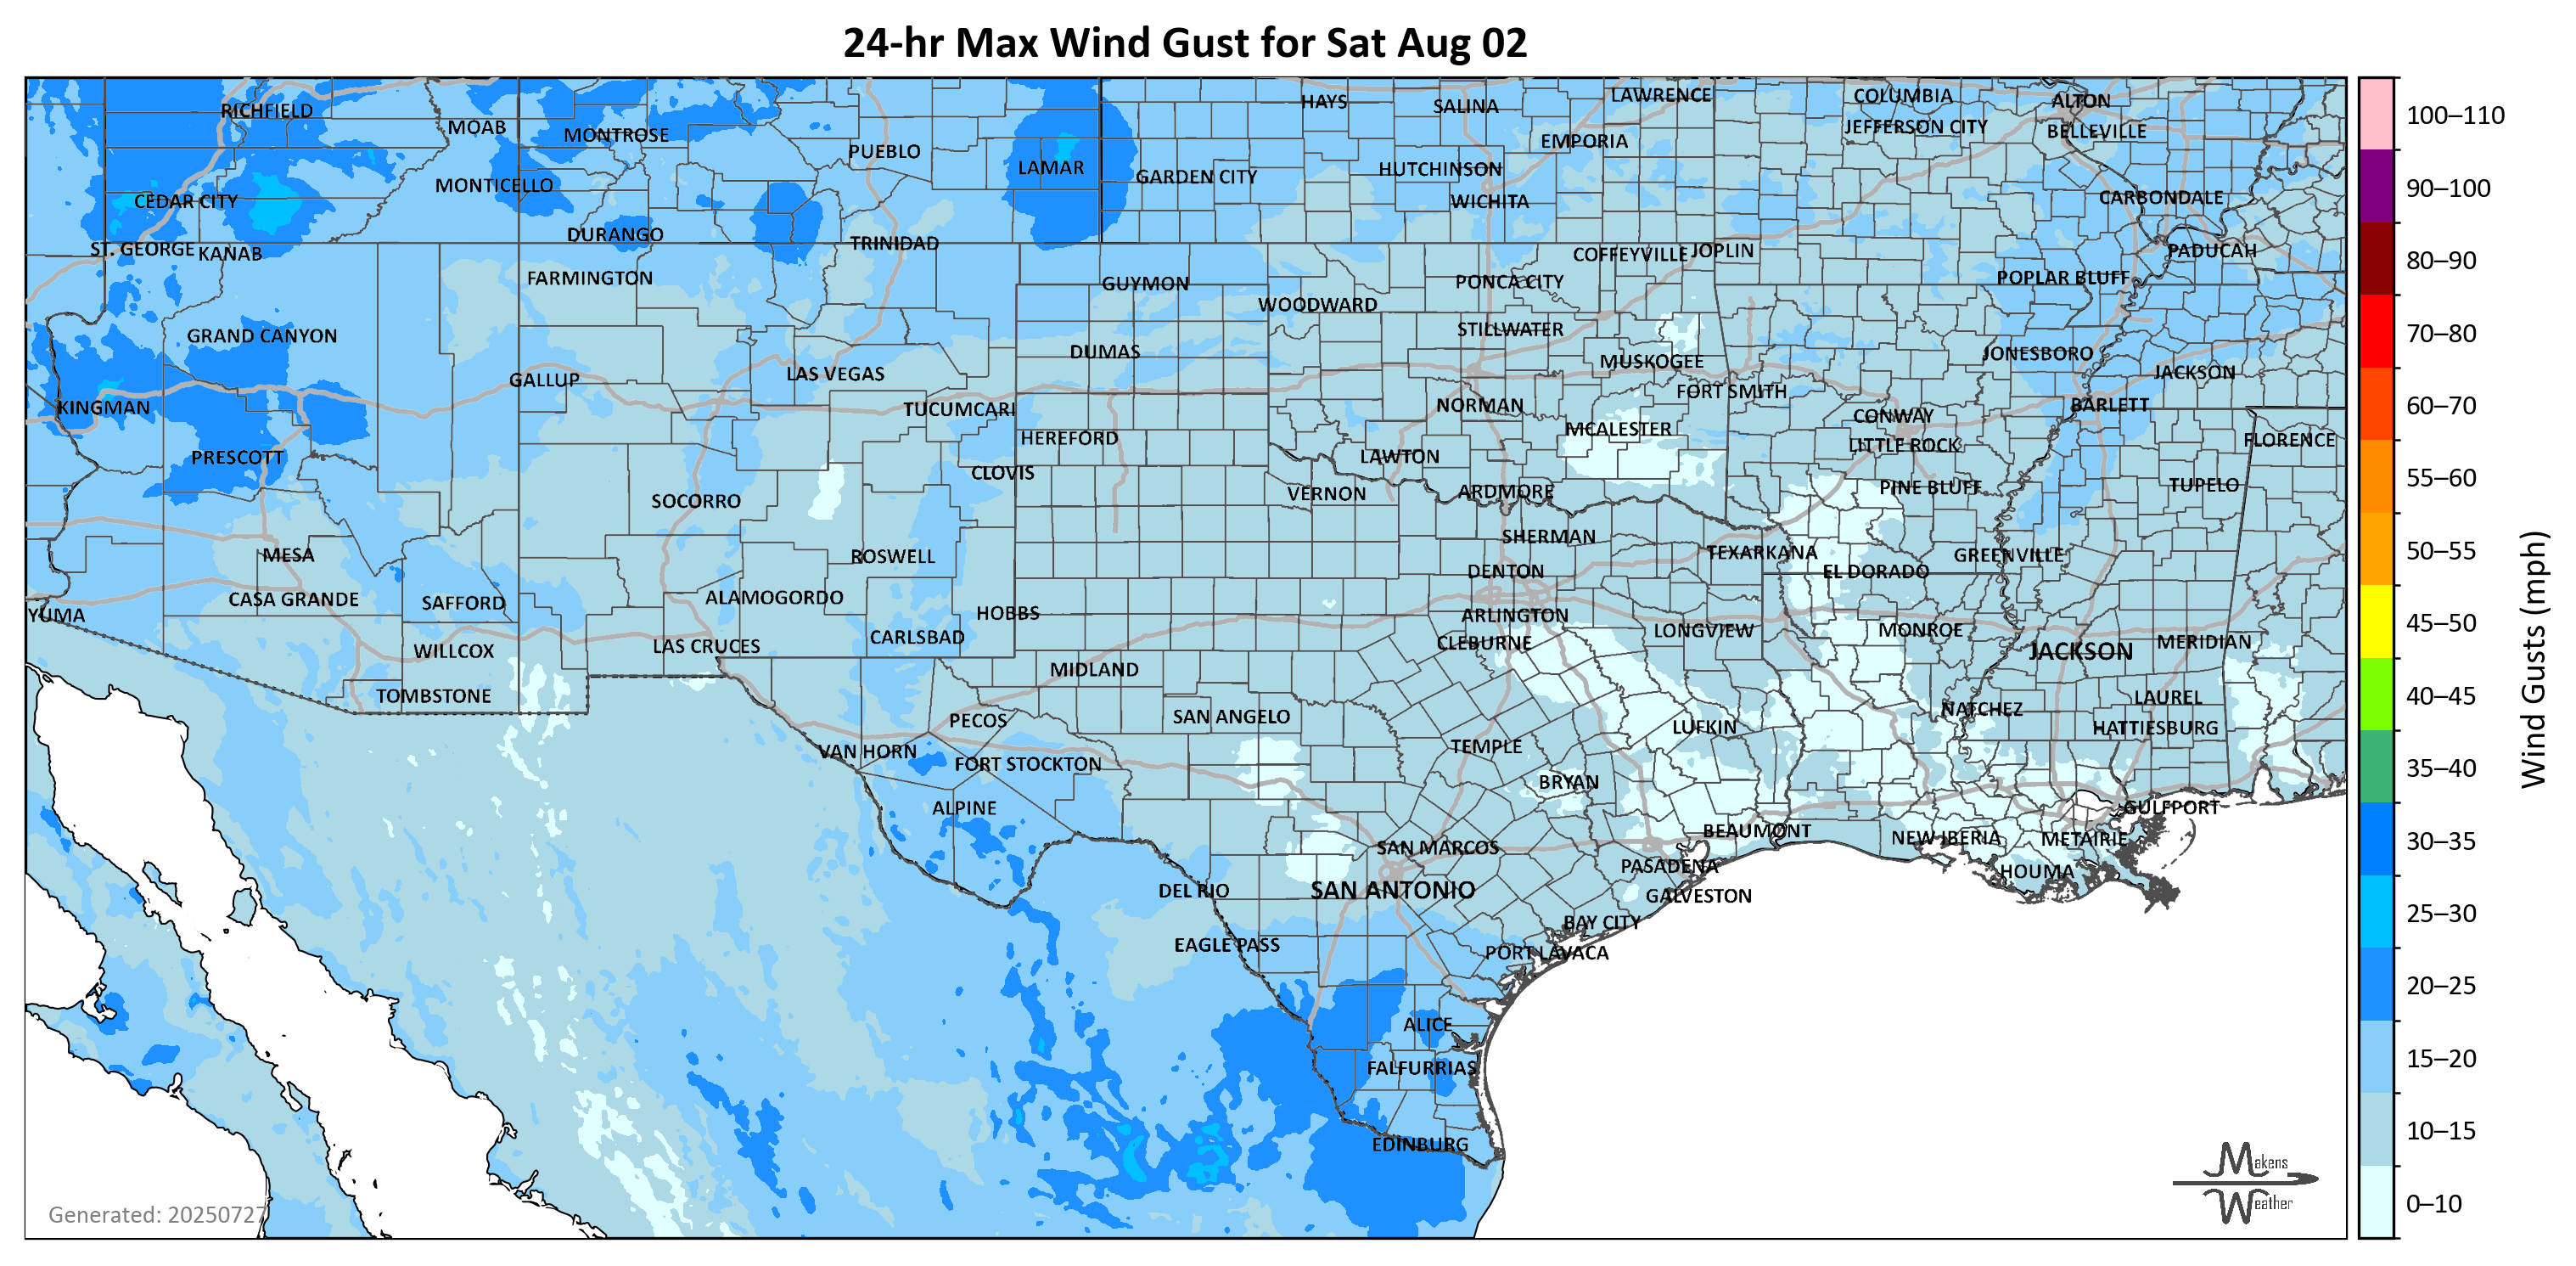 24-hr Max Wind Gust for Sat Aug 02
RICHFIELD
MOAB
MONTROSE
PUEBLO
LAMAR
HAYS
SALINA
LAWRENCE
COLUMBIA
ALTON
EMPORIA
JEFFERSON CITY
BELLEVILLE
MONTICELLO
GARDEN CITY
HUTCHINSON
CEDAR CITY
WICHITA
CARBONDALE
DURANGO
TRINIDAD
ST. GEORGE
KANAB
COFFEYVILLE
JOPLIN
PADUCAH
FARMINGTON
GUYMON
PONCA CITY
POPLAR BLUFF
WOODWARD
GRAND CANYON
STILLWATER
DUMAS
MUSKOGEE
JONESBORO
GALLUP
LAS VEGAS
JACKSON
FORT SMITH
KINGMAN
TUCUMCARI
NORMAN
CONWAY
BARLETT
HEREFORD
MCALESTER
LITTLE ROCK
FLORENCE
PRESCOTT
CLOVIS
LAWTON
SOCORRO
VERNON
ARDMORE
PINE BLUFF
TUPELO
MESA
ROSWELL
SHERMAN
TEXARKANA
GREENVILLE
DENTON
EL DORADO
CASA GRANDE
SAFFORD
ALAMOGORDO
YUMA
HOBBS
ARLINGTON
CARLSBAD
CLEBURNE
LONGVIEW
MONROE
WILLCOX
LAS CRUCES
JACKSON
MERIDIAN
MIDLAND
TOMBSTONE
LAUREL
PECOS
SAN ANGELO
NATCHEZ
LUFKIN
HATTIESBURG
VAN HORN
FORT STOCKTON
TEMPLE
BRYAN
ALPINE
GULFPORT
BEAUMONT
NEW IBERIA
METAIRIE
SAN MARCOS
PASADENA
HOUMA
DEL RIO
SAN ANTONIO
GALVESTON
BAY CITY
EAGLE PASS
PORT LAVACA
ALICE
FALFURRIAS
EDINBURG
Generated: 20250727
Makens
Weather
100–110
90–100
80–90
70–80
60–70
55–60
50–55
45–50
40–45
35–40
30–35
25–30
20–25
15–20
10–15
0–10
Wind Gusts (mph)